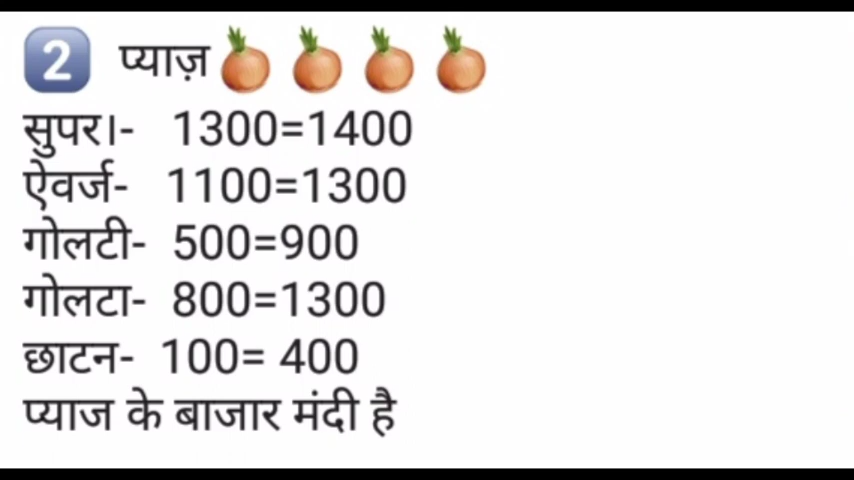 2 प्याज़
सुपर।- 1300=1400
ऐवर्ज- 1100=1300
गोलटी- 500=900
गोलटा- 800=1300
छाटन- 100= 400
प्याज के बाजार मंदी है